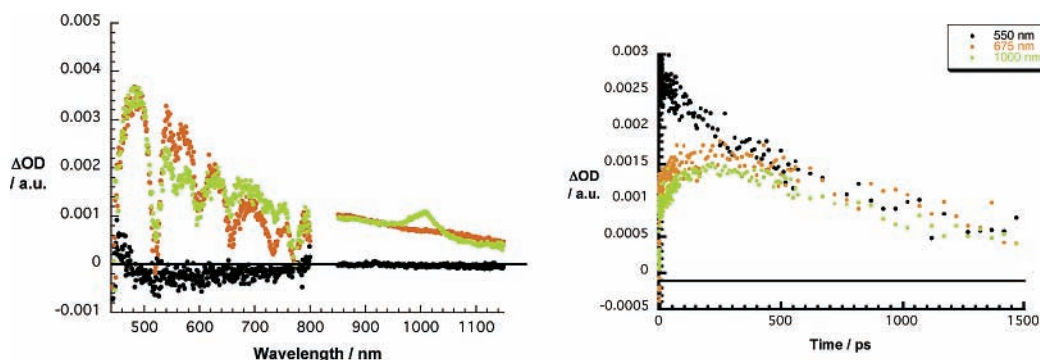 0.005
0.004
0.003
0.002
0.001
0
-0.001
ΔOD
/ a.u.
500 600 700 800 900 1000 1100
Wavelength / nm
0.003
0.0025
0.002
0.0015
0.001
0.0005
0
-0.0005
ΔOD
/ a.u.
0 500 1000 1500
Time / ps
550 nm
675 nm
1000 nm